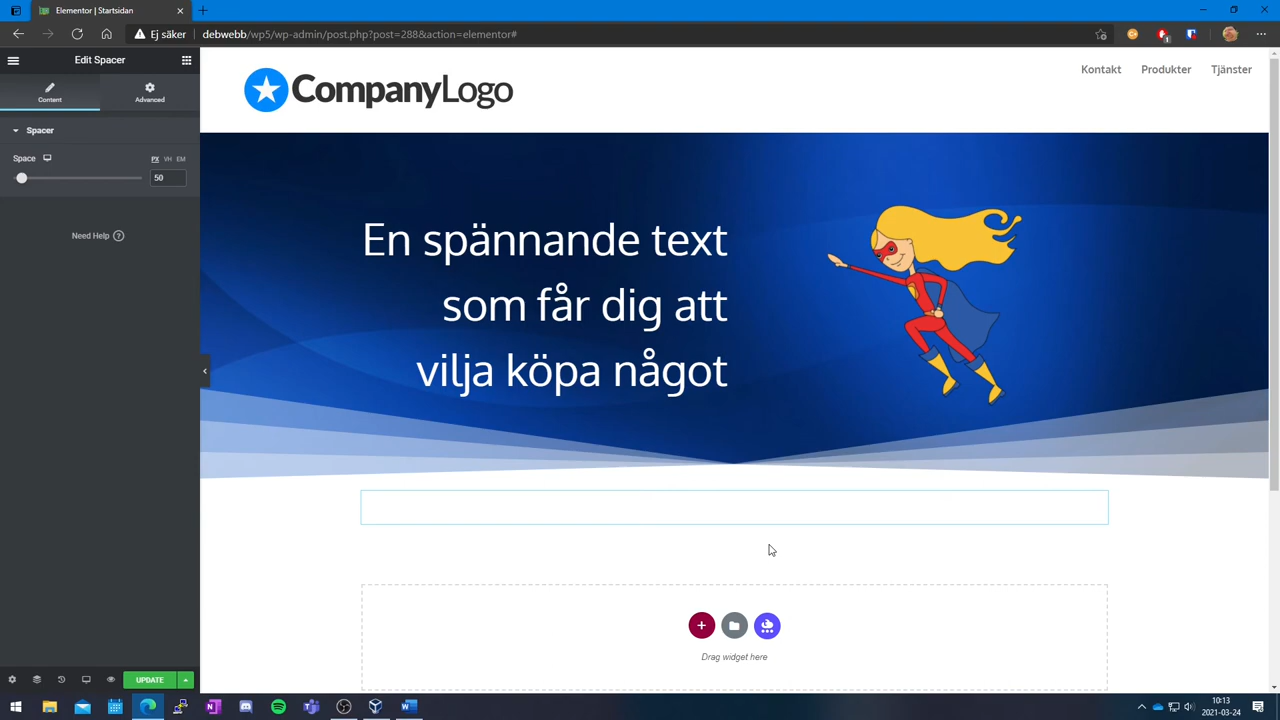 Elementor | Startsidan
Ej säker
debwebb/wp5/wp-admin/post.php?post=288&action=elementor#
1
Edit Spacer
Content
Advanced
Spacer
Space
PX VH EM
50
Need Help
CompanyLogo
Kontakt
Produkter
Tjänster
En spännande text
som får dig att
vilja köpa något
Drag widget here
UPDATE
10:13
2021-03-24